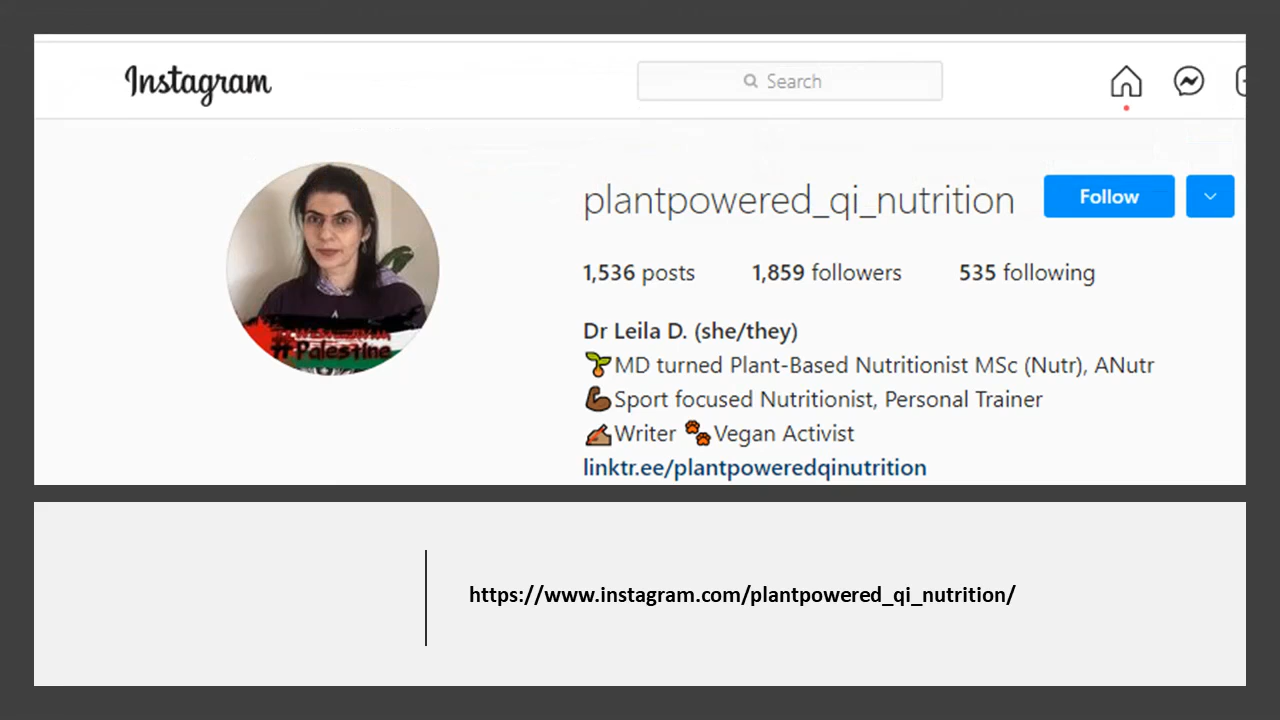 Instagram
Search
plantpowered_qi_nutrition
Follow
1,536 posts 1,859 followers 535 following
#Palestine
Dr Leila D. (she/they)
MD turned Plant-Based Nutritionist MSc (Nutr), ANutr
Sport focused Nutritionist, Personal Trainer
Writer Vegan Activist
linktr.ee/plantpoweredqinutrition
https://www.instagram.com/plantpowered_qi_nutrition/